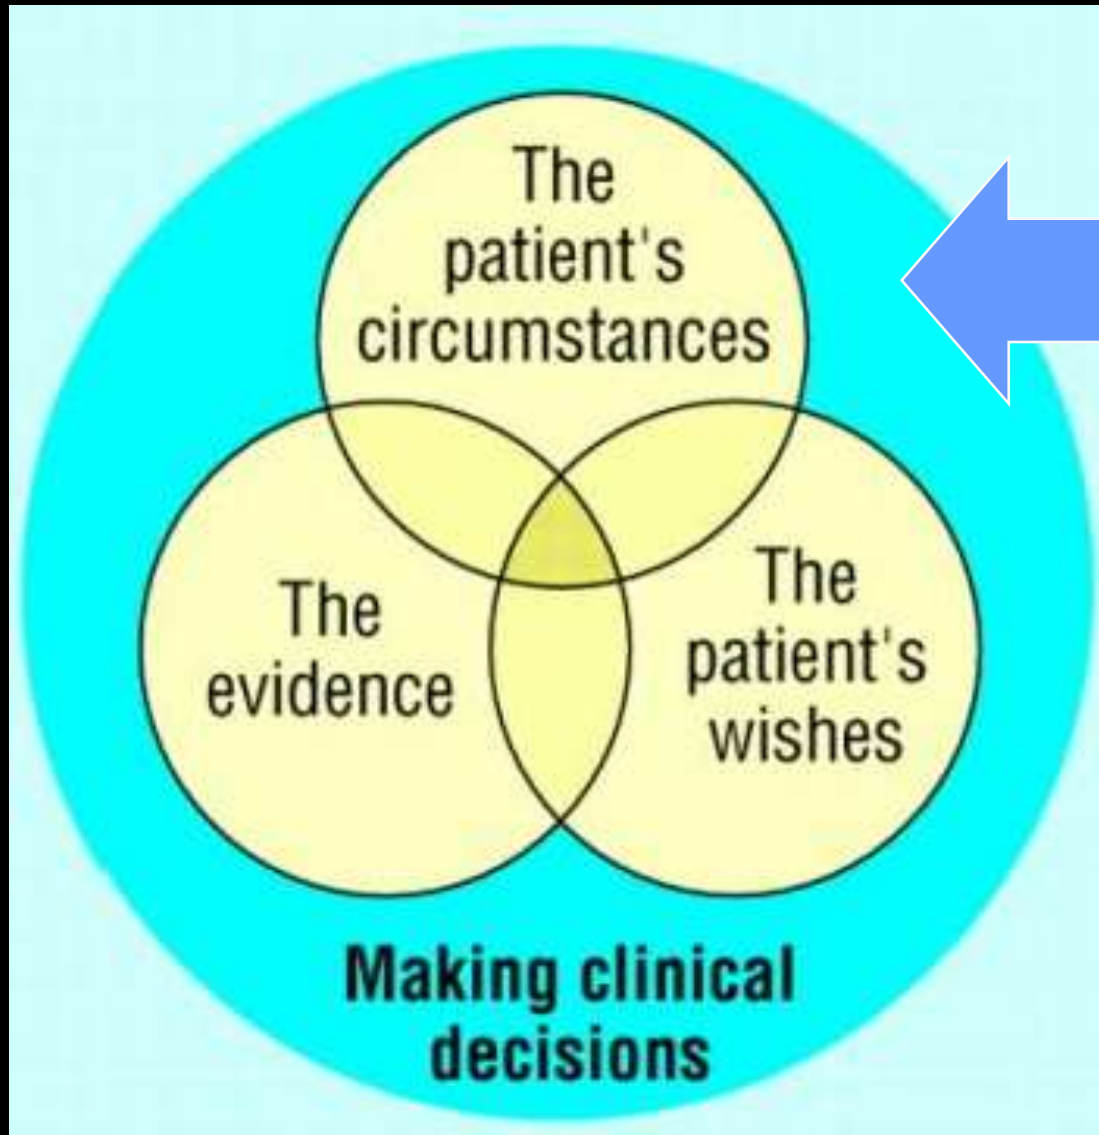 The
patient's
circumstances
The
evidence
The
patient's
wishes
Making clinical
decisions